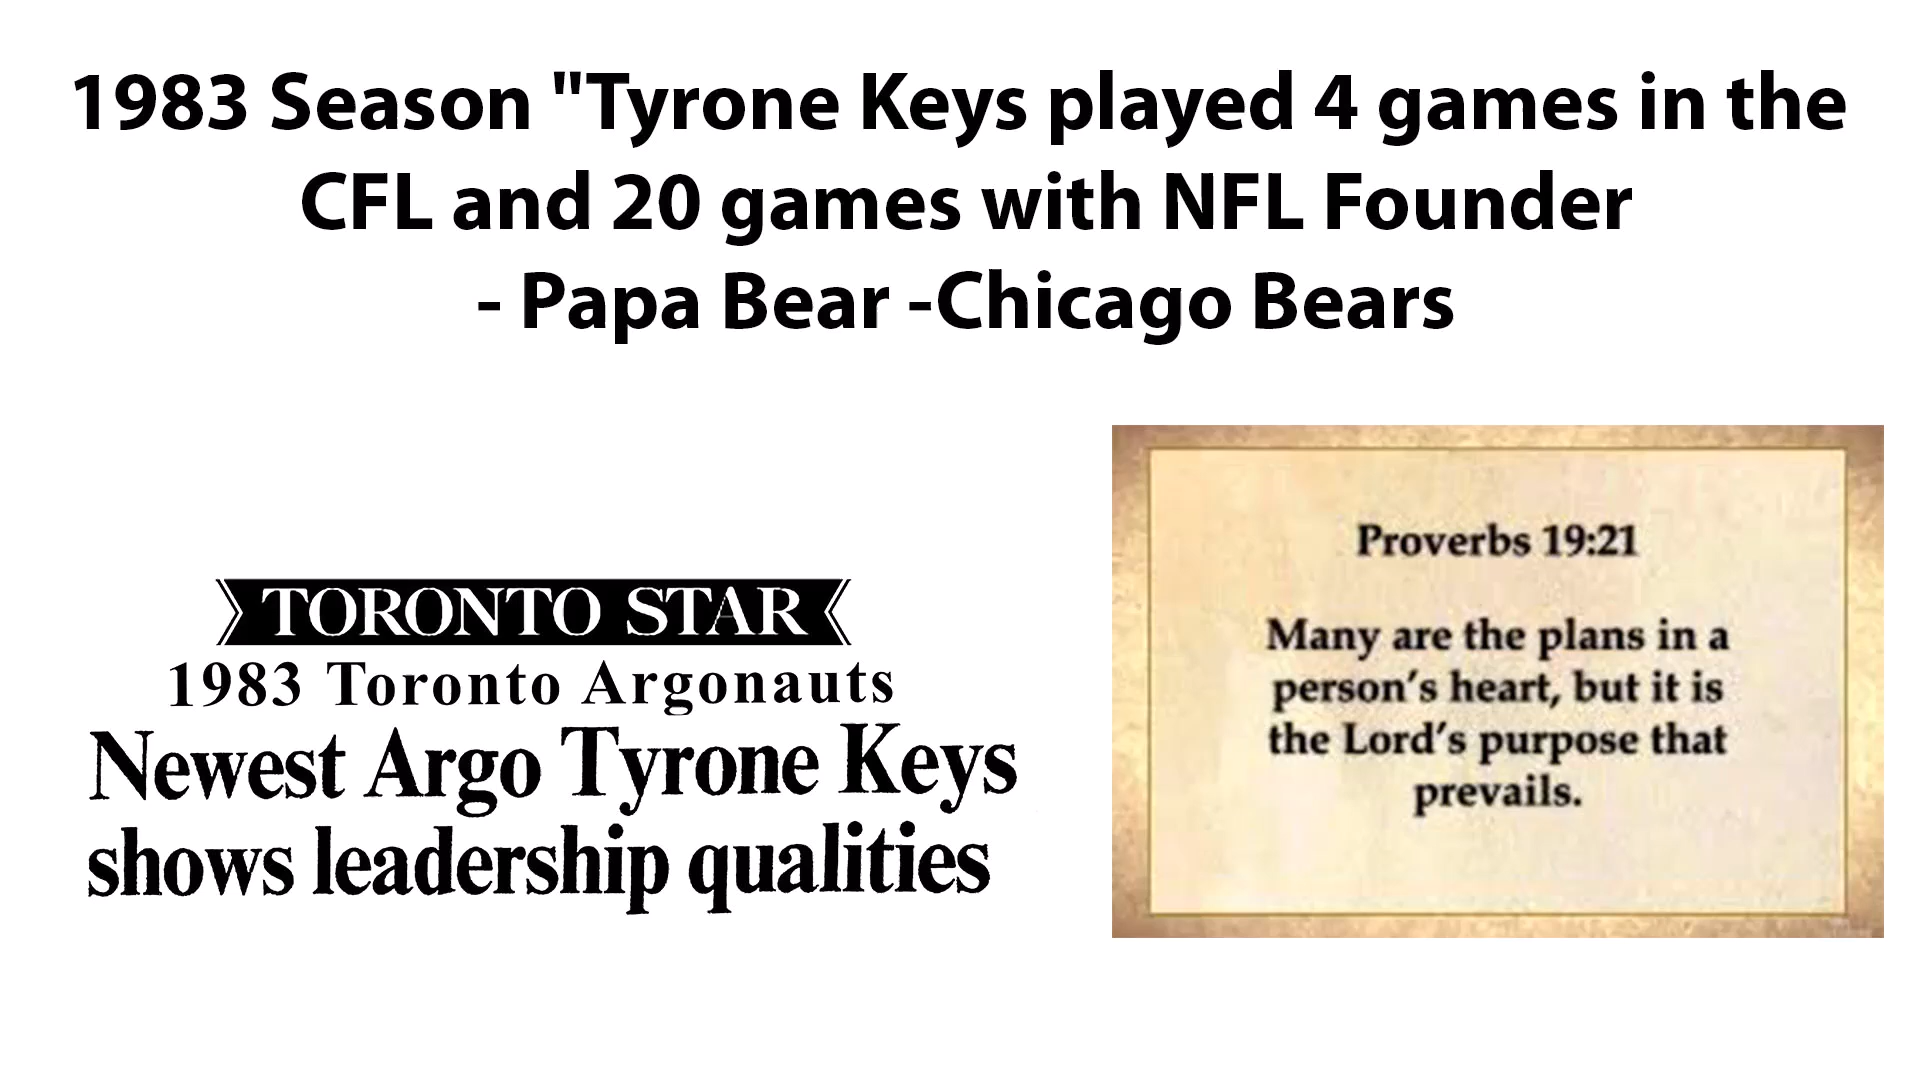 1983 Season "Tyrone Keys played 4 games in the
CFL and 20 games with NFL Founder
- Papa Bear -Chicago Bears
TORONTO STAR
1983 Toronto Argonauts
Newest Argo Tyrone Keys
shows leadership qualities
Proverbs 19:21
Many are the plans in a
person's heart, but it is
the Lord's purpose that
prevails.